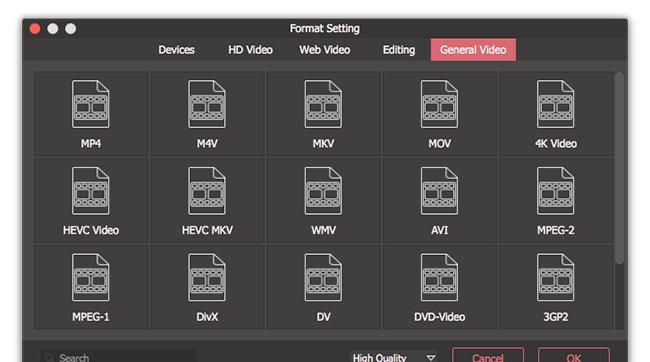 Format Setting
Devices HD Video Web Video Editing General Video
MP4 M4V MKV MOV 4K Video
HEVC Video HEVC MKV WMV AVI MPEG-2
MPEG-1 DivX DV DVD-Video 3GP2
Search High Quality Cancel OK